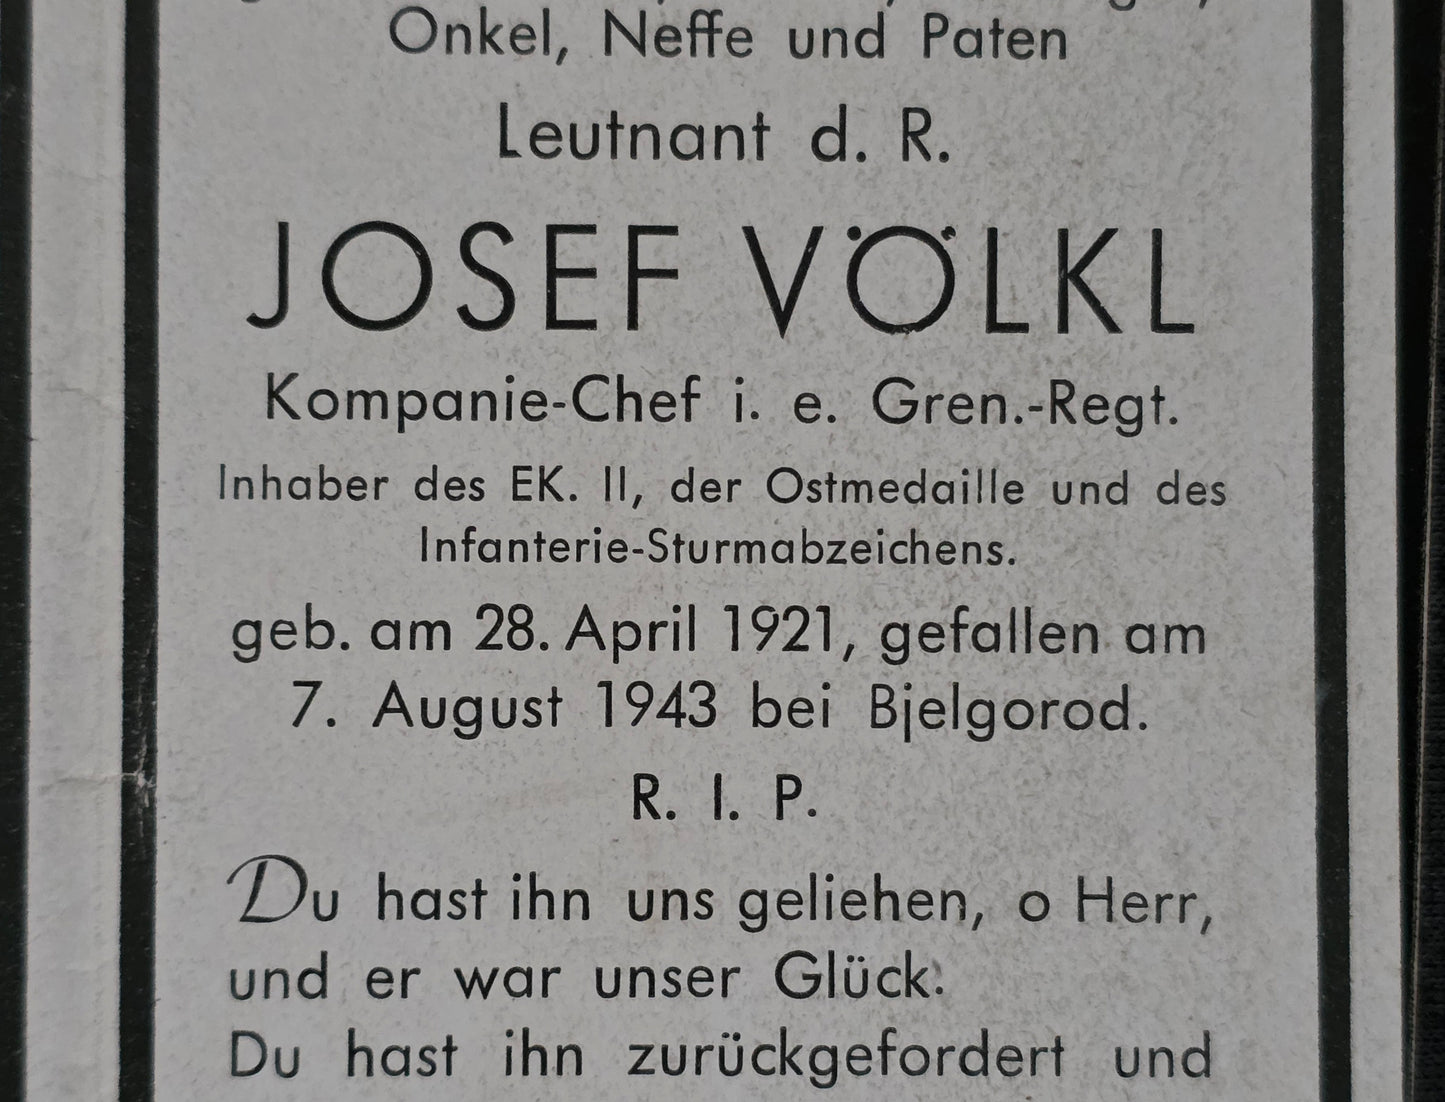 Onkel, Neffe und Paten
Leutnant d. R.
JOSEF VÖLKL
Kompanie-Chef i. e. Gren.-Regt.
Inhaber des EK. II, der Ostmedaille und des
Infanterie-Sturmabzeichens.
geb. am 28. April 1921, gefallen am
7. August 1943 bei Bjelgorod.
R. I. P.
Du hast ihn uns geliehen, o Herr,
und er war unser Glück.
Du hast ihn zurückgefordert und